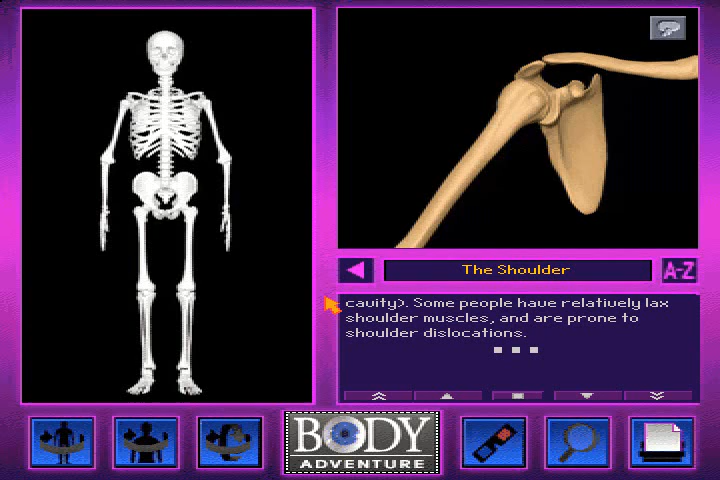 The Shoulder
A-Z
cavity). Some people have relatively lax
shoulder muscles, and are prone to
shoulder dislocations.
BODY
ADVENTURE